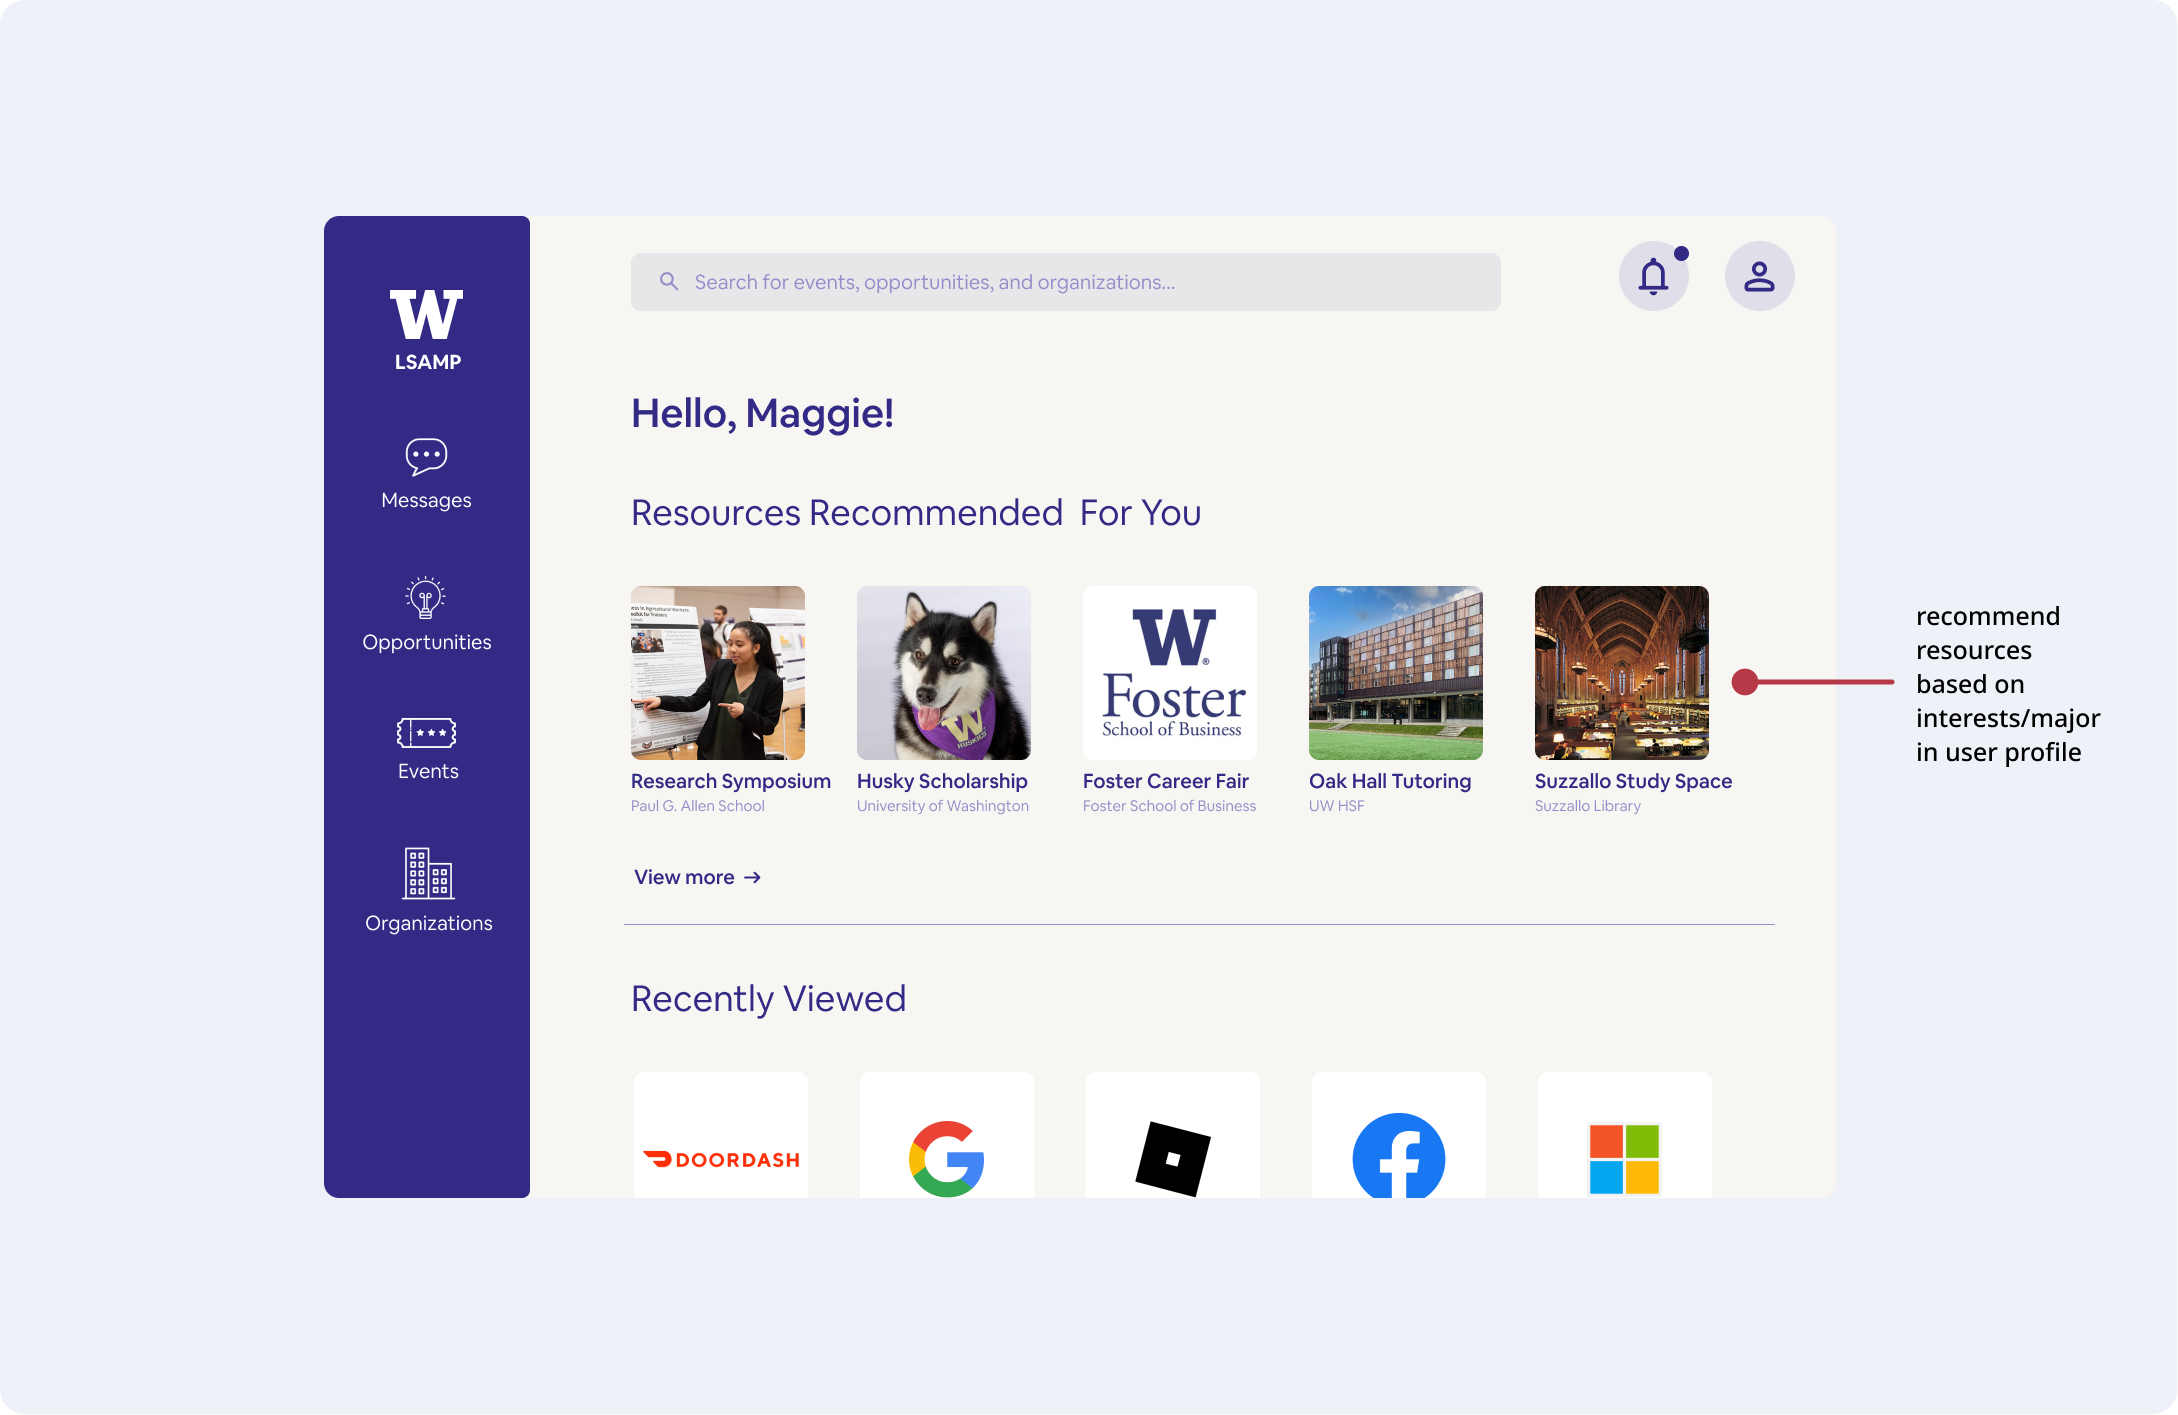 W
LSAMP
Messages
Opportunities
Events
Organizations
Search for events, opportunities, and organizations...
Hello, Maggie!
Resources Recommended For You
W
HUSKIES
W®
Foster
School of Business
Research Symposium
Paul G. Allen School
Husky Scholarship
University of Washington
Foster Career Fair
Foster School of Business
Oak Hall Tutoring
UW HSF
Suzzallo Study Space
Suzzallo Library
View more →
Recently Viewed
DOORDASH
recommend
resources
based on
interests/major
in user profile